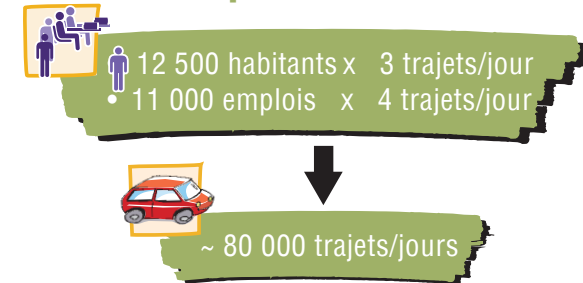 12 500 habitants x 3 trajets/jour
• 11 000 emplois x 4 trajets/jour
~ 80 000 trajets/jours